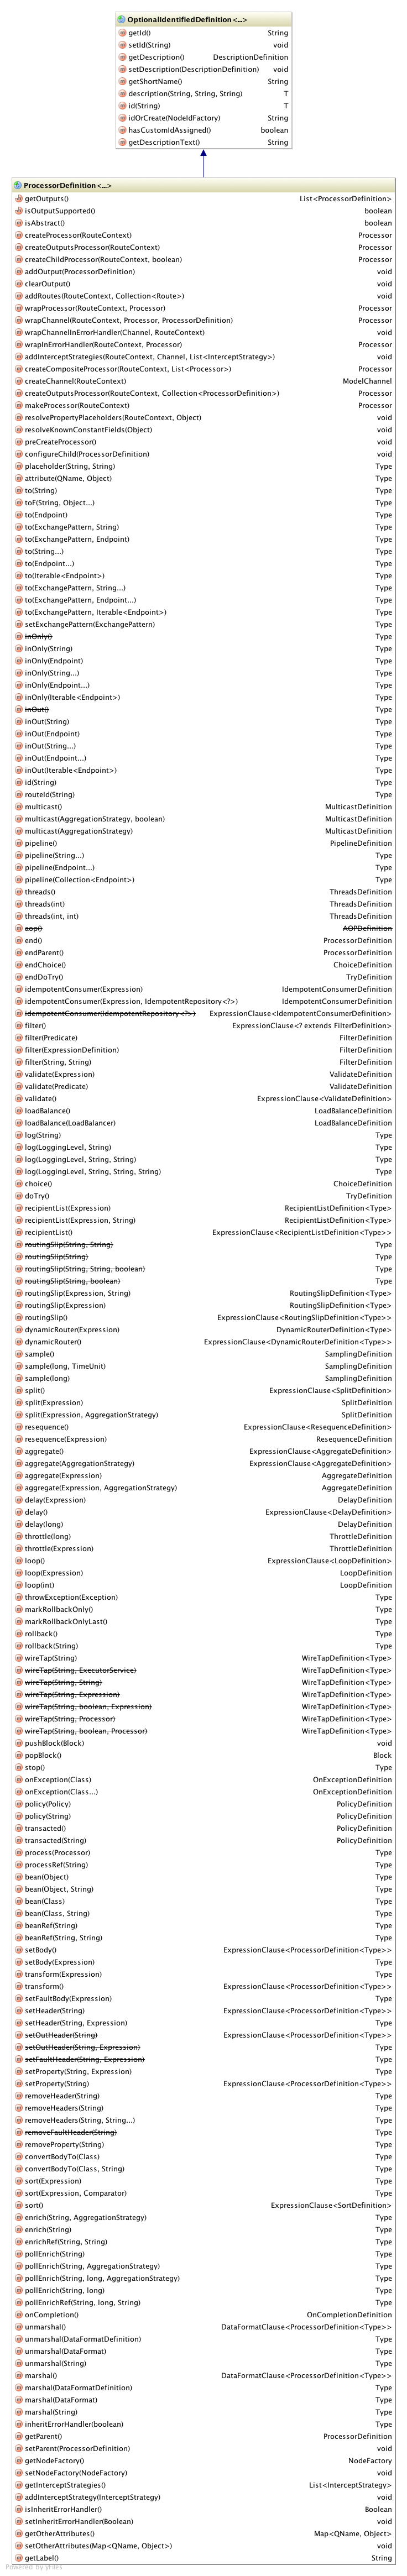 OptionalIdentifiedDefinition<...>
getId() String
setId(String) void
getDescription() DescriptionDefinition
setDescription(DescriptionDefinition) void
getShortName() String
description(String, String, String) T
id(String) T
idOrCreate(NodeIdFactory) String
hasCustomIdAssigned() boolean
getDescriptionText() String
ProcessorDefinition<...>
getOutputs() List<ProcessorDefinition>
isOutputSupported() boolean
isAbstract() boolean
createProcessor(RouteContext) Processor
createOutputsProcessor(RouteContext) Processor
createChildProcessor(RouteContext, boolean) Processor
addOutput(ProcessorDefinition) void
clearOutput() void
addRoutes(RouteContext, Collection<Route>) void
wrapProcessor(RouteContext, Processor) Processor
wrapChannel(RouteContext, Processor, ProcessorDefinition) Processor
wrapChannelInErrorHandler(Channel, RouteContext) void
wrapInErrorHandler(RouteContext, Processor) Processor
addInterceptStrategies(RouteContext, Channel, List<InterceptStrategy>) void
createCompositeProcessor(RouteContext, List<Processor>) Processor
createChannel(RouteContext) ModelChannel
createOutputsProcessor(RouteContext, Collection<ProcessorDefinition>) Processor
makeProcessor(RouteContext) Processor
resolvePropertyPlaceholders(RouteContext, Object) void
resolveKnownConstantFields(Object) void
preCreateProcessor() void
configureChild(ProcessorDefinition) void
placeholder(String, String) Type
attribute(QName, Object) Type
to(String) Type
toF(String, Object...) Type
to(Endpoint) Type
to(ExchangePattern, String) Type
to(ExchangePattern, Endpoint) Type
to(String...) Type
to(Endpoint...) Type
to(Iterable<Endpoint>) Type
to(ExchangePattern, String...) Type
to(ExchangePattern, Endpoint...) Type
to(ExchangePattern, Iterable<Endpoint>) Type
setExchangePattern(ExchangePattern) Type
inOnly() Type
inOnly(String) Type
inOnly(Endpoint) Type
inOnly(String...) Type
inOnly(Endpoint...) Type
inOnly(Iterable<Endpoint>) Type
inOut() Type
inOut(String) Type
inOut(Endpoint) Type
inOut(String...) Type
inOut(Endpoint...) Type
inOut(Iterable<Endpoint>) Type
id(String) Type
routeId(String) Type
multicast() MulticastDefinition
multicast(AggregationStrategy, boolean) MulticastDefinition
multicast(AggregationStrategy) MulticastDefinition
pipeline() PipelineDefinition
pipeline(String...) Type
pipeline(Endpoint...) Type
pipeline(Collection<Endpoint>) Type
threads() ThreadsDefinition
threads(int) ThreadsDefinition
threads(int, int) ThreadsDefinition
aop() AOPDefinition
end() ProcessorDefinition
endParent() ProcessorDefinition
endChoice() ChoiceDefinition
endDoTry() TryDefinition
idempotentConsumer(Expression) IdempotentConsumerDefinition
idempotentConsumer(Expression, IdempotentRepository<?>) IdempotentConsumerDefinition
idempotentConsumer(IdempotentRepository<?>) ExpressionClause<IdempotentConsumerDefinition>
filter() ExpressionClause<? extends FilterDefinition>
filter(Predicate) FilterDefinition
filter(ExpressionDefinition) FilterDefinition
filter(String, String) FilterDefinition
validate(Expression) ValidateDefinition
validate(Predicate) ValidateDefinition
validate() ExpressionClause<ValidateDefinition>
loadBalance() LoadBalanceDefinition
loadBalance(LoadBalancer) LoadBalanceDefinition
log(String) Type
log(LoggingLevel, String) Type
log(LoggingLevel, String, String) Type
log(LoggingLevel, String, String, String) Type
choice() ChoiceDefinition
doTry() TryDefinition
recipientList(Expression) RecipientListDefinition<Type>
recipientList(Expression, String) RecipientListDefinition<Type>
recipientList() ExpressionClause<RecipientListDefinition<Type>>
routingSlip(String, String) Type
routingSlip(String) Type
routingSlip(String, String, boolean) Type
routingSlip(String, boolean) Type
routingSlip(Expression, String) RoutingSlipDefinition<Type>
routingSlip(Expression) RoutingSlipDefinition<Type>
routingSlip() ExpressionClause<RoutingSlipDefinition<Type>>
dynamicRouter(Expression) DynamicRouterDefinition<Type>
dynamicRouter() ExpressionClause<DynamicRouterDefinition<Type>>
sample() SamplingDefinition
sample(long, TimeUnit) SamplingDefinition
sample(long) SamplingDefinition
split() ExpressionClause<SplitDefinition>
split(Expression) SplitDefinition
split(Expression, AggregationStrategy) SplitDefinition
resequence() ExpressionClause<ResequenceDefinition>
resequence(Expression) ResequenceDefinition
aggregate() ExpressionClause<AggregateDefinition>
aggregate(AggregationStrategy) ExpressionClause<AggregateDefinition>
aggregate(Expression) AggregateDefinition
aggregate(Expression, AggregationStrategy) AggregateDefinition
delay(Expression) DelayDefinition
delay() ExpressionClause<DelayDefinition>
delay(long) DelayDefinition
throttle(long) ThrottleDefinition
throttle(Expression) ThrottleDefinition
loop() ExpressionClause<LoopDefinition>
loop(Expression) LoopDefinition
loop(int) LoopDefinition
throwException(Exception) Type
markRollbackOnly() Type
markRollbackOnlyLast() Type
rollback() Type
rollback(String) Type
wireTap(String) WireTapDefinition<Type>
wireTap(String, ExecutorService) WireTapDefinition<Type>
wireTap(String, String) WireTapDefinition<Type>
wireTap(String, Expression) WireTapDefinition<Type>
wireTap(String, boolean, Expression) WireTapDefinition<Type>
wireTap(String, Processor) WireTapDefinition<Type>
wireTap(String, boolean, Processor) WireTapDefinition<Type>
pushBlock(Block) void
popBlock() Block
stop() Type
onException(Class) OnExceptionDefinition
onException(Class...) OnExceptionDefinition
policy(Policy) PolicyDefinition
policy(String) PolicyDefinition
transacted() PolicyDefinition
transacted(String) PolicyDefinition
process(Processor) Type
processRef(String) Type
bean(Object) Type
bean(Object, String) Type
bean(Class) Type
bean(Class, String) Type
beanRef(String) Type
beanRef(String, String) Type
setBody() ExpressionClause<ProcessorDefinition<Type>>
setBody(Expression) Type
transform(Expression) Type
transform() ExpressionClause<ProcessorDefinition<Type>>
setFaultBody(Expression) Type
setHeader(String) ExpressionClause<ProcessorDefinition<Type>>
setHeader(String, Expression) Type
setOutHeader(String) ExpressionClause<ProcessorDefinition<Type>>
setOutHeader(String, Expression) Type
setFaultHeader(String, Expression) Type
setProperty(String, Expression) Type
setProperty(String) ExpressionClause<ProcessorDefinition<Type>>
removeHeader(String) Type
removeHeaders(String) Type
removeHeaders(String, String...) Type
removeFaultHeader(String) Type
removeProperty(String) Type
convertBodyTo(Class) Type
convertBodyTo(Class, String) Type
sort(Expression) Type
sort(Expression, Comparator) Type
sort() ExpressionClause<SortDefinition>
enrich(String, AggregationStrategy) Type
enrich(String) Type
enrichRef(String, String) Type
pollEnrich(String) Type
pollEnrich(String, AggregationStrategy) Type
pollEnrich(String, long, AggregationStrategy) Type
pollEnrich(String, long) Type
pollEnrichRef(String, long, String) Type
onCompletion() OnCompletionDefinition
unmarshal() DataFormatClause<ProcessorDefinition<Type>>
unmarshal(DataFormatDefinition) Type
unmarshal(DataFormat) Type
unmarshal(String) Type
marshal() DataFormatClause<ProcessorDefinition<Type>>
marshal(DataFormatDefinition) Type
marshal(DataFormat) Type
marshal(String) Type
inheritErrorHandler(boolean) Type
getParent() ProcessorDefinition
setParent(ProcessorDefinition) void
getNodeFactory() NodeFactory
setNodeFactory(NodeFactory) void
getInterceptStrategies() List<InterceptStrategy>
addInterceptStrategy(InterceptStrategy) void
isInheritErrorHandler() Boolean
setInheritErrorHandler(Boolean) void
getOtherAttributes() Map<QName, Object>
setOtherAttributes(Map<QName, Object>) void
getLabel() String
Powered by yFiles